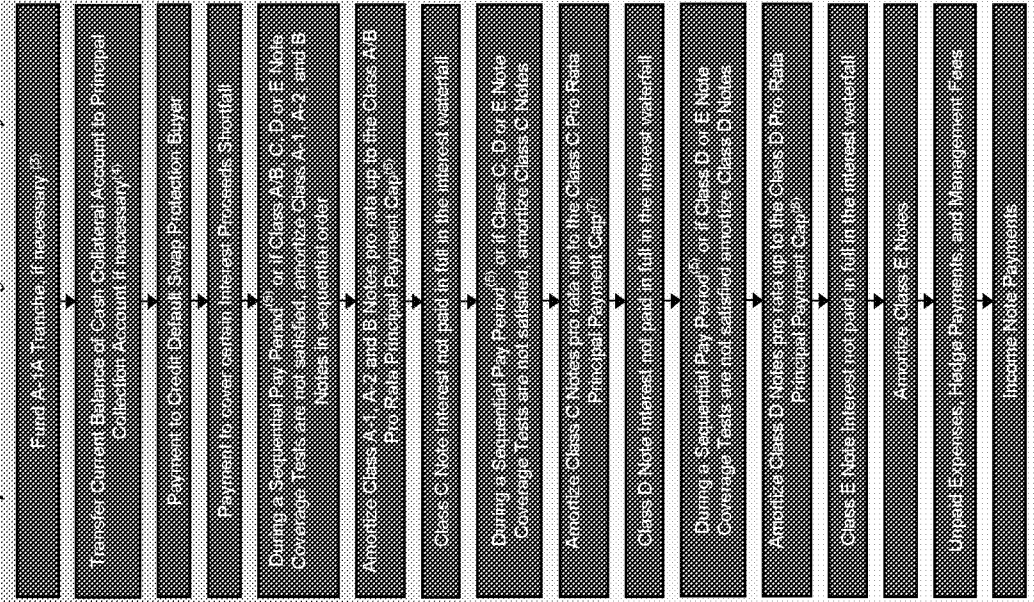 Fund A-1A Tranche, if necessary (3)
Transfer Current Balance of Cash Collateral Account to Principal
Collection Account if necessary(4)
Payment to Credit Default Swap Protection Buyer
Payment to cover certain Interest Proceeds Shortfall
During a Sequential Pay Period (5) or if Class A/B, C, D or E Note
Coverage Tests are not satisfied, amortize Class A-1, A-2 and B
Notes in sequential order
Amortize Class A-1, A-2 and B Notes pro rata up to the Class A/B
Pro Rata Principal Payment Cap(5)
Class C Note Interest not paid in full in the interest waterfall
During a Sequential Pay Period (5) or if Class C, D or E Note
Coverage Tests are not satisfied amortize Class C Notes
Amortize Class C Notes pro rata up to the Class C Pro Rata
Principal Payment Cap
Class D Note Interest not paid in full in the interest waterfall
During a Sequential Pay Period(5) or if Class D or E Note
Coverage Tests are not satisfied amortize Class D Notes
Amortize Class D Notes pro rata up to the Class D Pro Rata
Principal Payment Cap
Class E Note Interest not paid in full in the interest waterfall
Amortize Class E Notes
Unpaid Expenses, Hedge Payments, and Management Fees
Income Note Payments